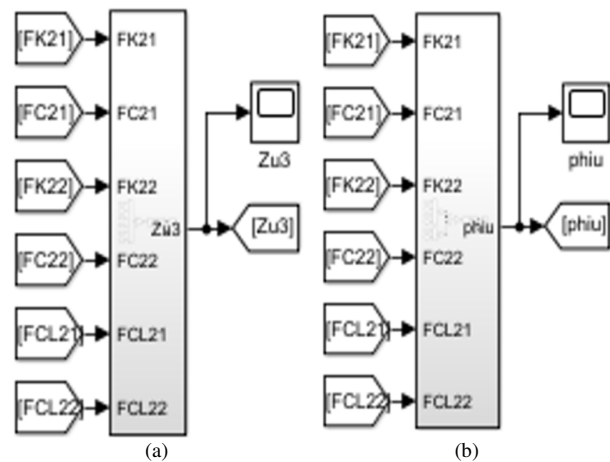 [FK21]
FK21
[FC21]
FC21
[FK22]
FK22
[FC22]
FC22
[FCL21]
FCL21
[FCL22]
FCL22
Zu3
Zu3
[Zu3]
(a)
[FK21]
FK21
[FC21]
FC21
[FK22]
FK22
[FC22]
FC22
[FCL21]
FCL21
[FCL22]
FCL22
phiu
phiu
[phiu]
(b)